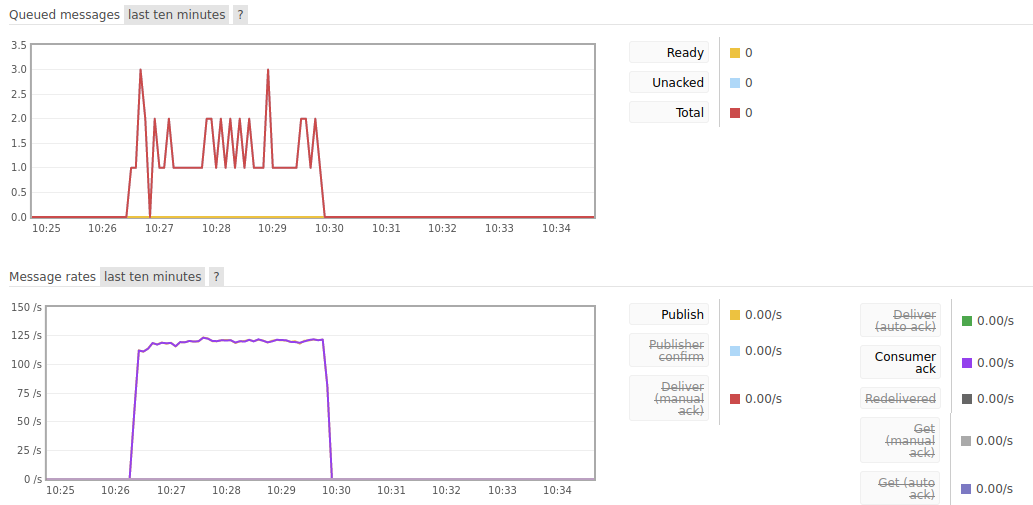 Queued messages last ten minutes ?
3.5
3.0
2.5
2.0
1.5
1.0
0.5
0.0
10:25 10:26 10:27 10:28 10:29 10:30 10:31 10:32 10:33 10:34
Ready 0
Unacked 0
Total 0
Message rates last ten minutes ?
150 /s
125 /s
100 /s
75 /s
50 /s
25 /s
0 /s
10:25 10:26 10:27 10:28 10:29 10:30 10:31 10:32 10:33 10:34
Publish 0.00/s
Publisher
confirm 0.00/s
Deliver
(manual
ack) 0.00/s
Deliver
(auto ack) 0.00/s
Consumer
ack 0.00/s
Redelivered 0.00/s
Get
(manual
ack) 0.00/s
Get (auto
ack) 0.00/s